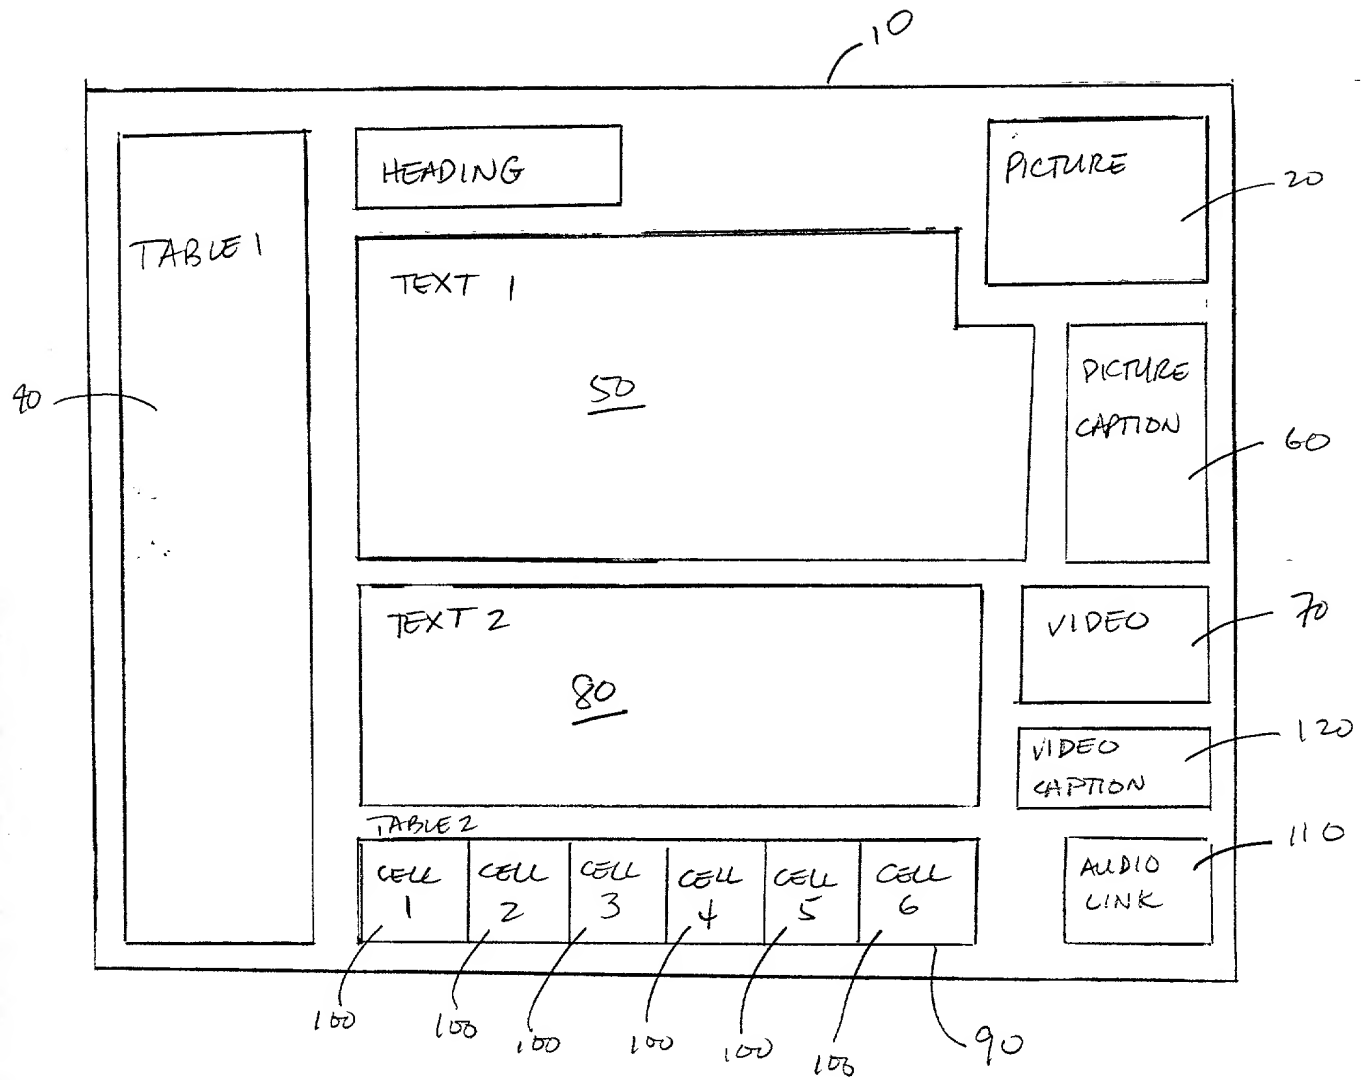 10
HEADING
PICTURE
20
TABLE 1
TEXT 1
50
PICTURE
CAPTION
40
60
TEXT 2
80
VIDEO
70
VIDEO
CAPTION
120
TABLE 2
CELL
1
CELL
2
CELL
3
CELL
4
CELL
5
CELL
6
AUDIO
LINK
110
100
100
100
100
100
100
90